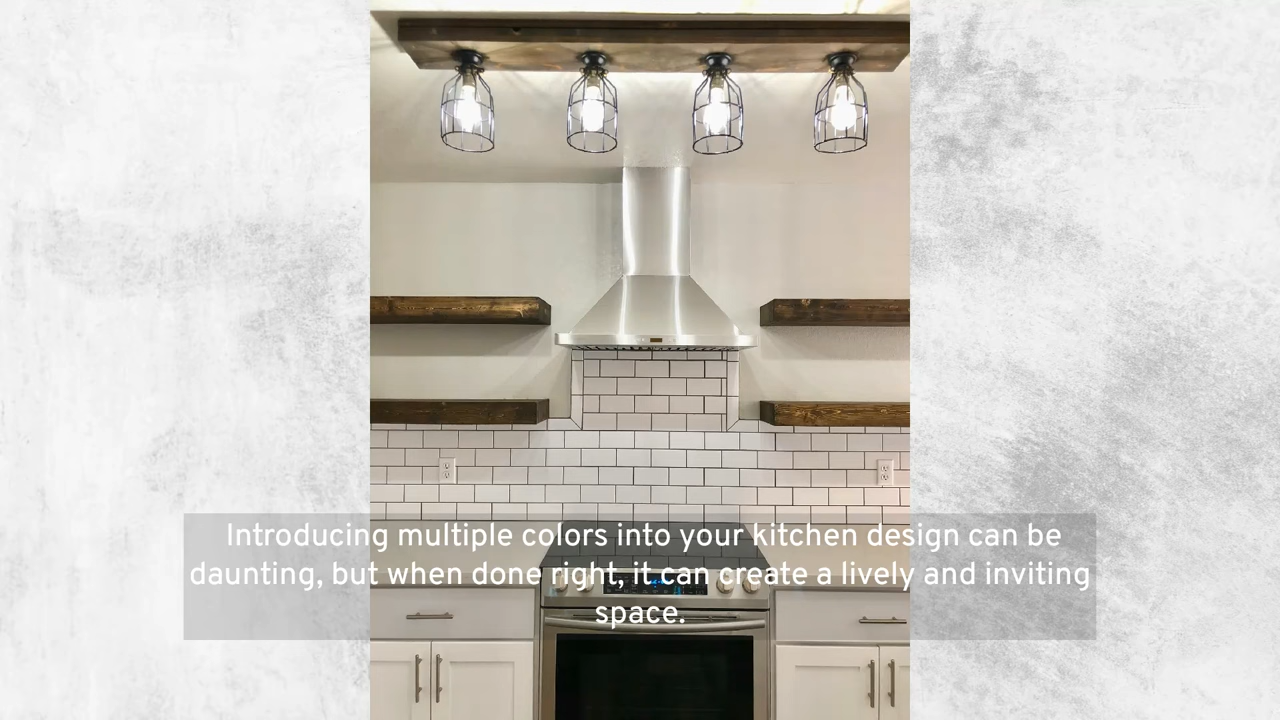 Introducing multiple colors into your kitchen design can be
daunting, but when done right, it can create a lively and inviting
space.